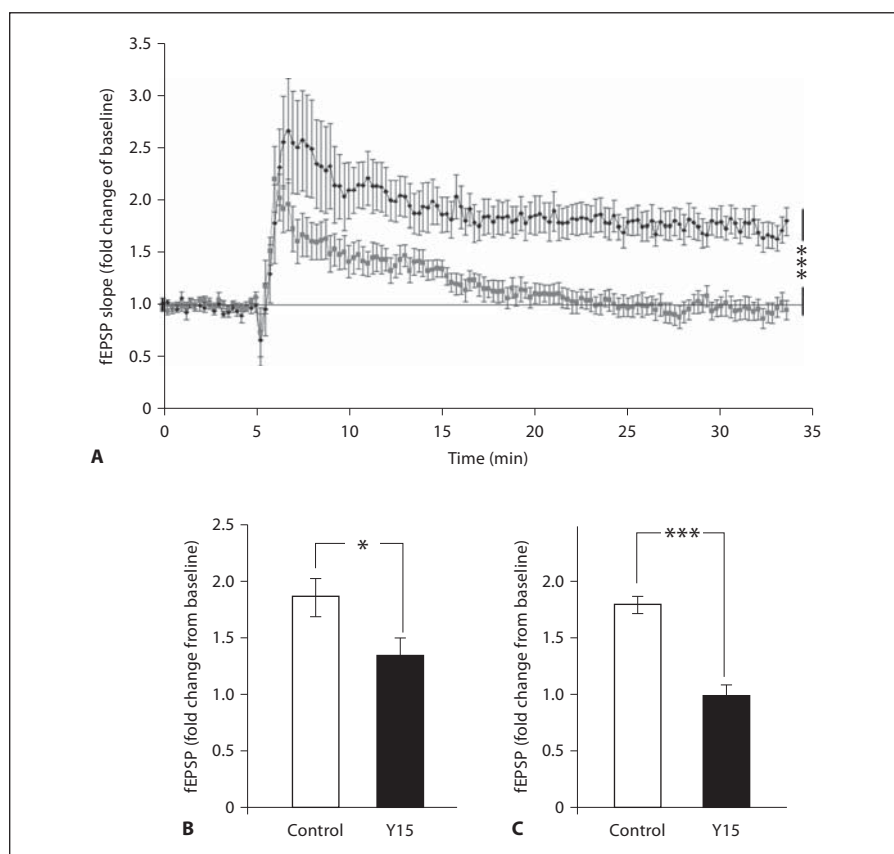 3.5
3.0
2.5
2.0
1.5
1.0
0.5
0
fEPSP slope (fold change of baseline)
0 5 10 15 20 25 30 35
Time (min)
***
A
2.5
2.0
1.5
1.0
0.5
0
fEPSP (fold change from baseline)
*
Control Y15
B
2.0
1.5
1.0
0.5
0
fEPSP (fold change from baseline)
***
Control Y15
C